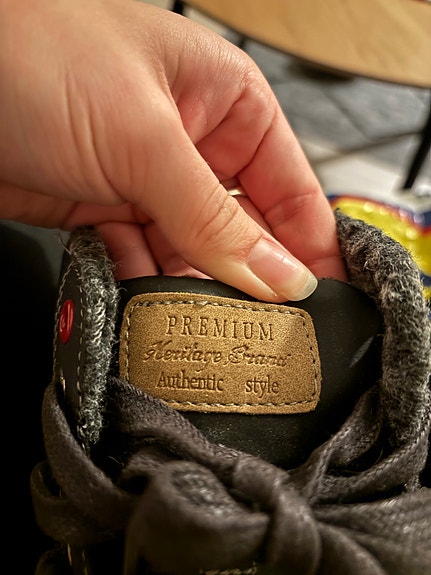 PREMIUM
Heritage Brand
Authentic style